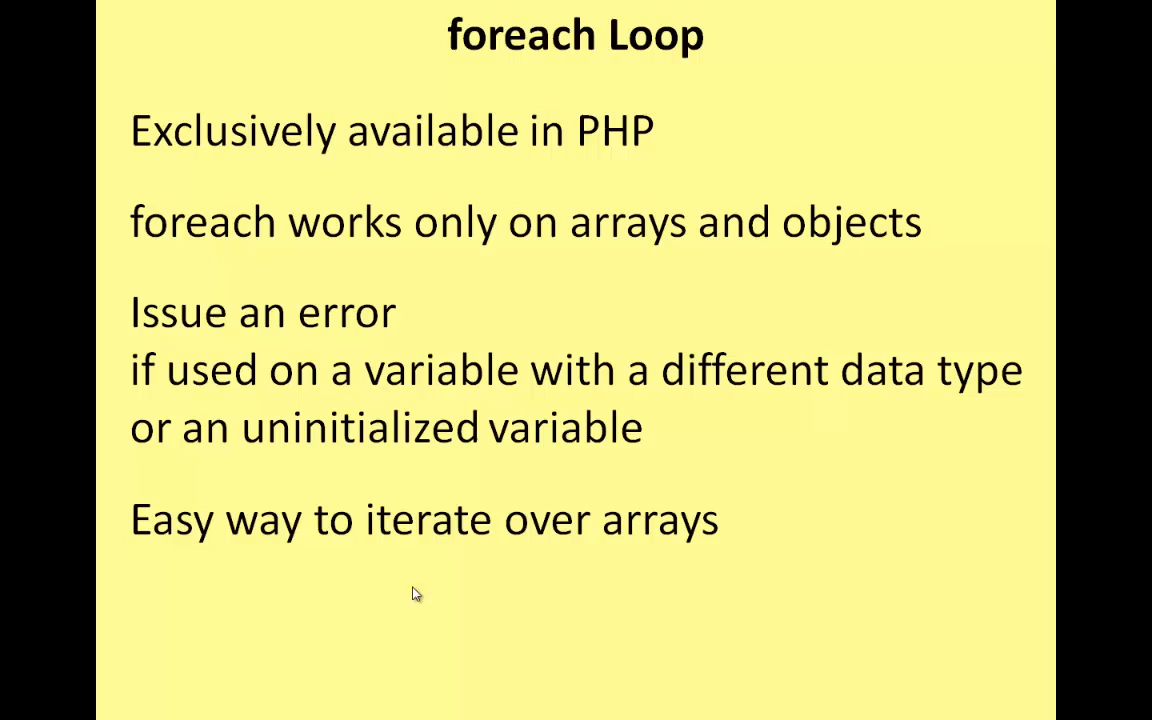 foreach Loop
Exclusively available in PHP
foreach works only on arrays and objects
Issue an error
if used on a variable with a different data type
or an uninitialized variable
Easy way to iterate over arrays